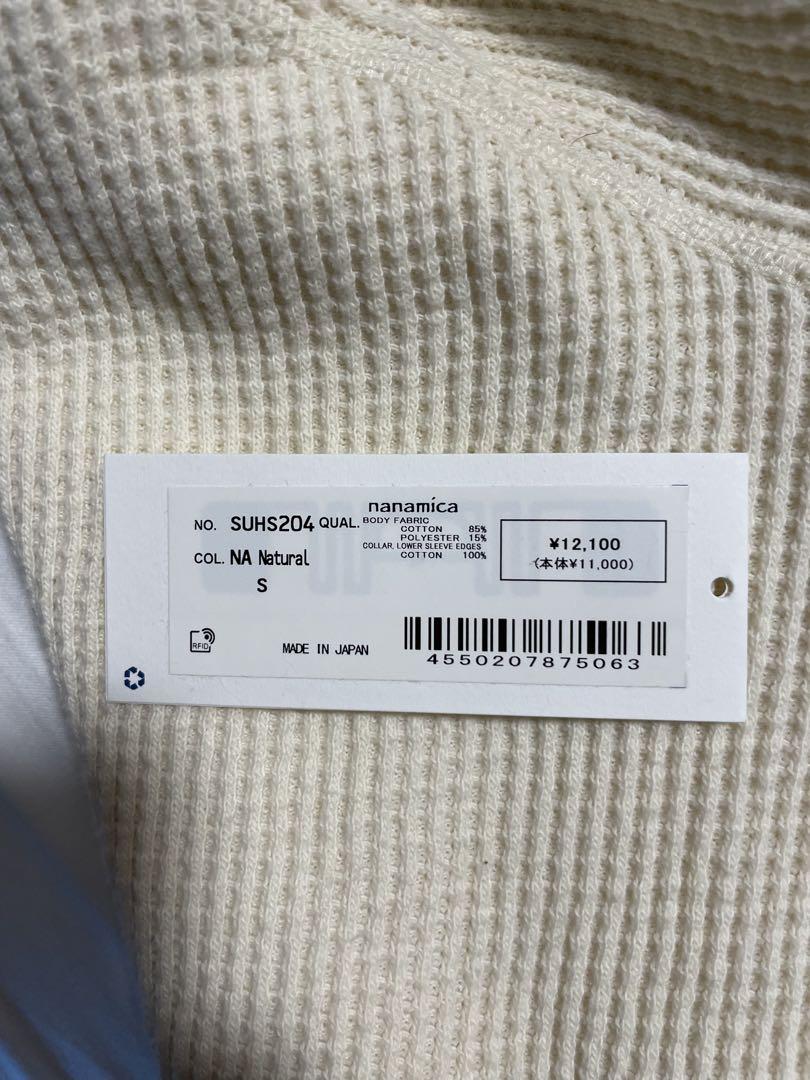 nanamica
NO. SUHS204 QUAL. BODY FABRIC
COTTON 85%
POLYESTER 15%
COLLAR, LOWER SLEEVE EDGES
COTTON 100%
COL. NA Natural
S
¥12,100
(本体¥11,000)
RFID
MADE IN JAPAN
4550207875063